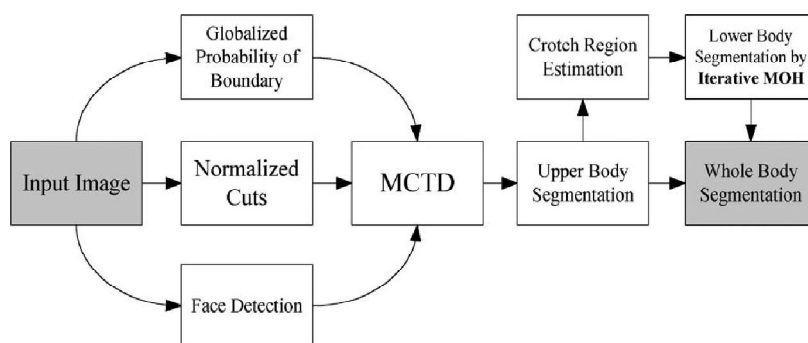 Globalized
Probability of
Boundary
Crotch Region
Estimation
Lower Body
Segmentation by
Iterative MOH
Input Image
Normalized
Cuts
MCTD
Upper Body
Segmentation
Whole Body
Segmentation
Face Detection